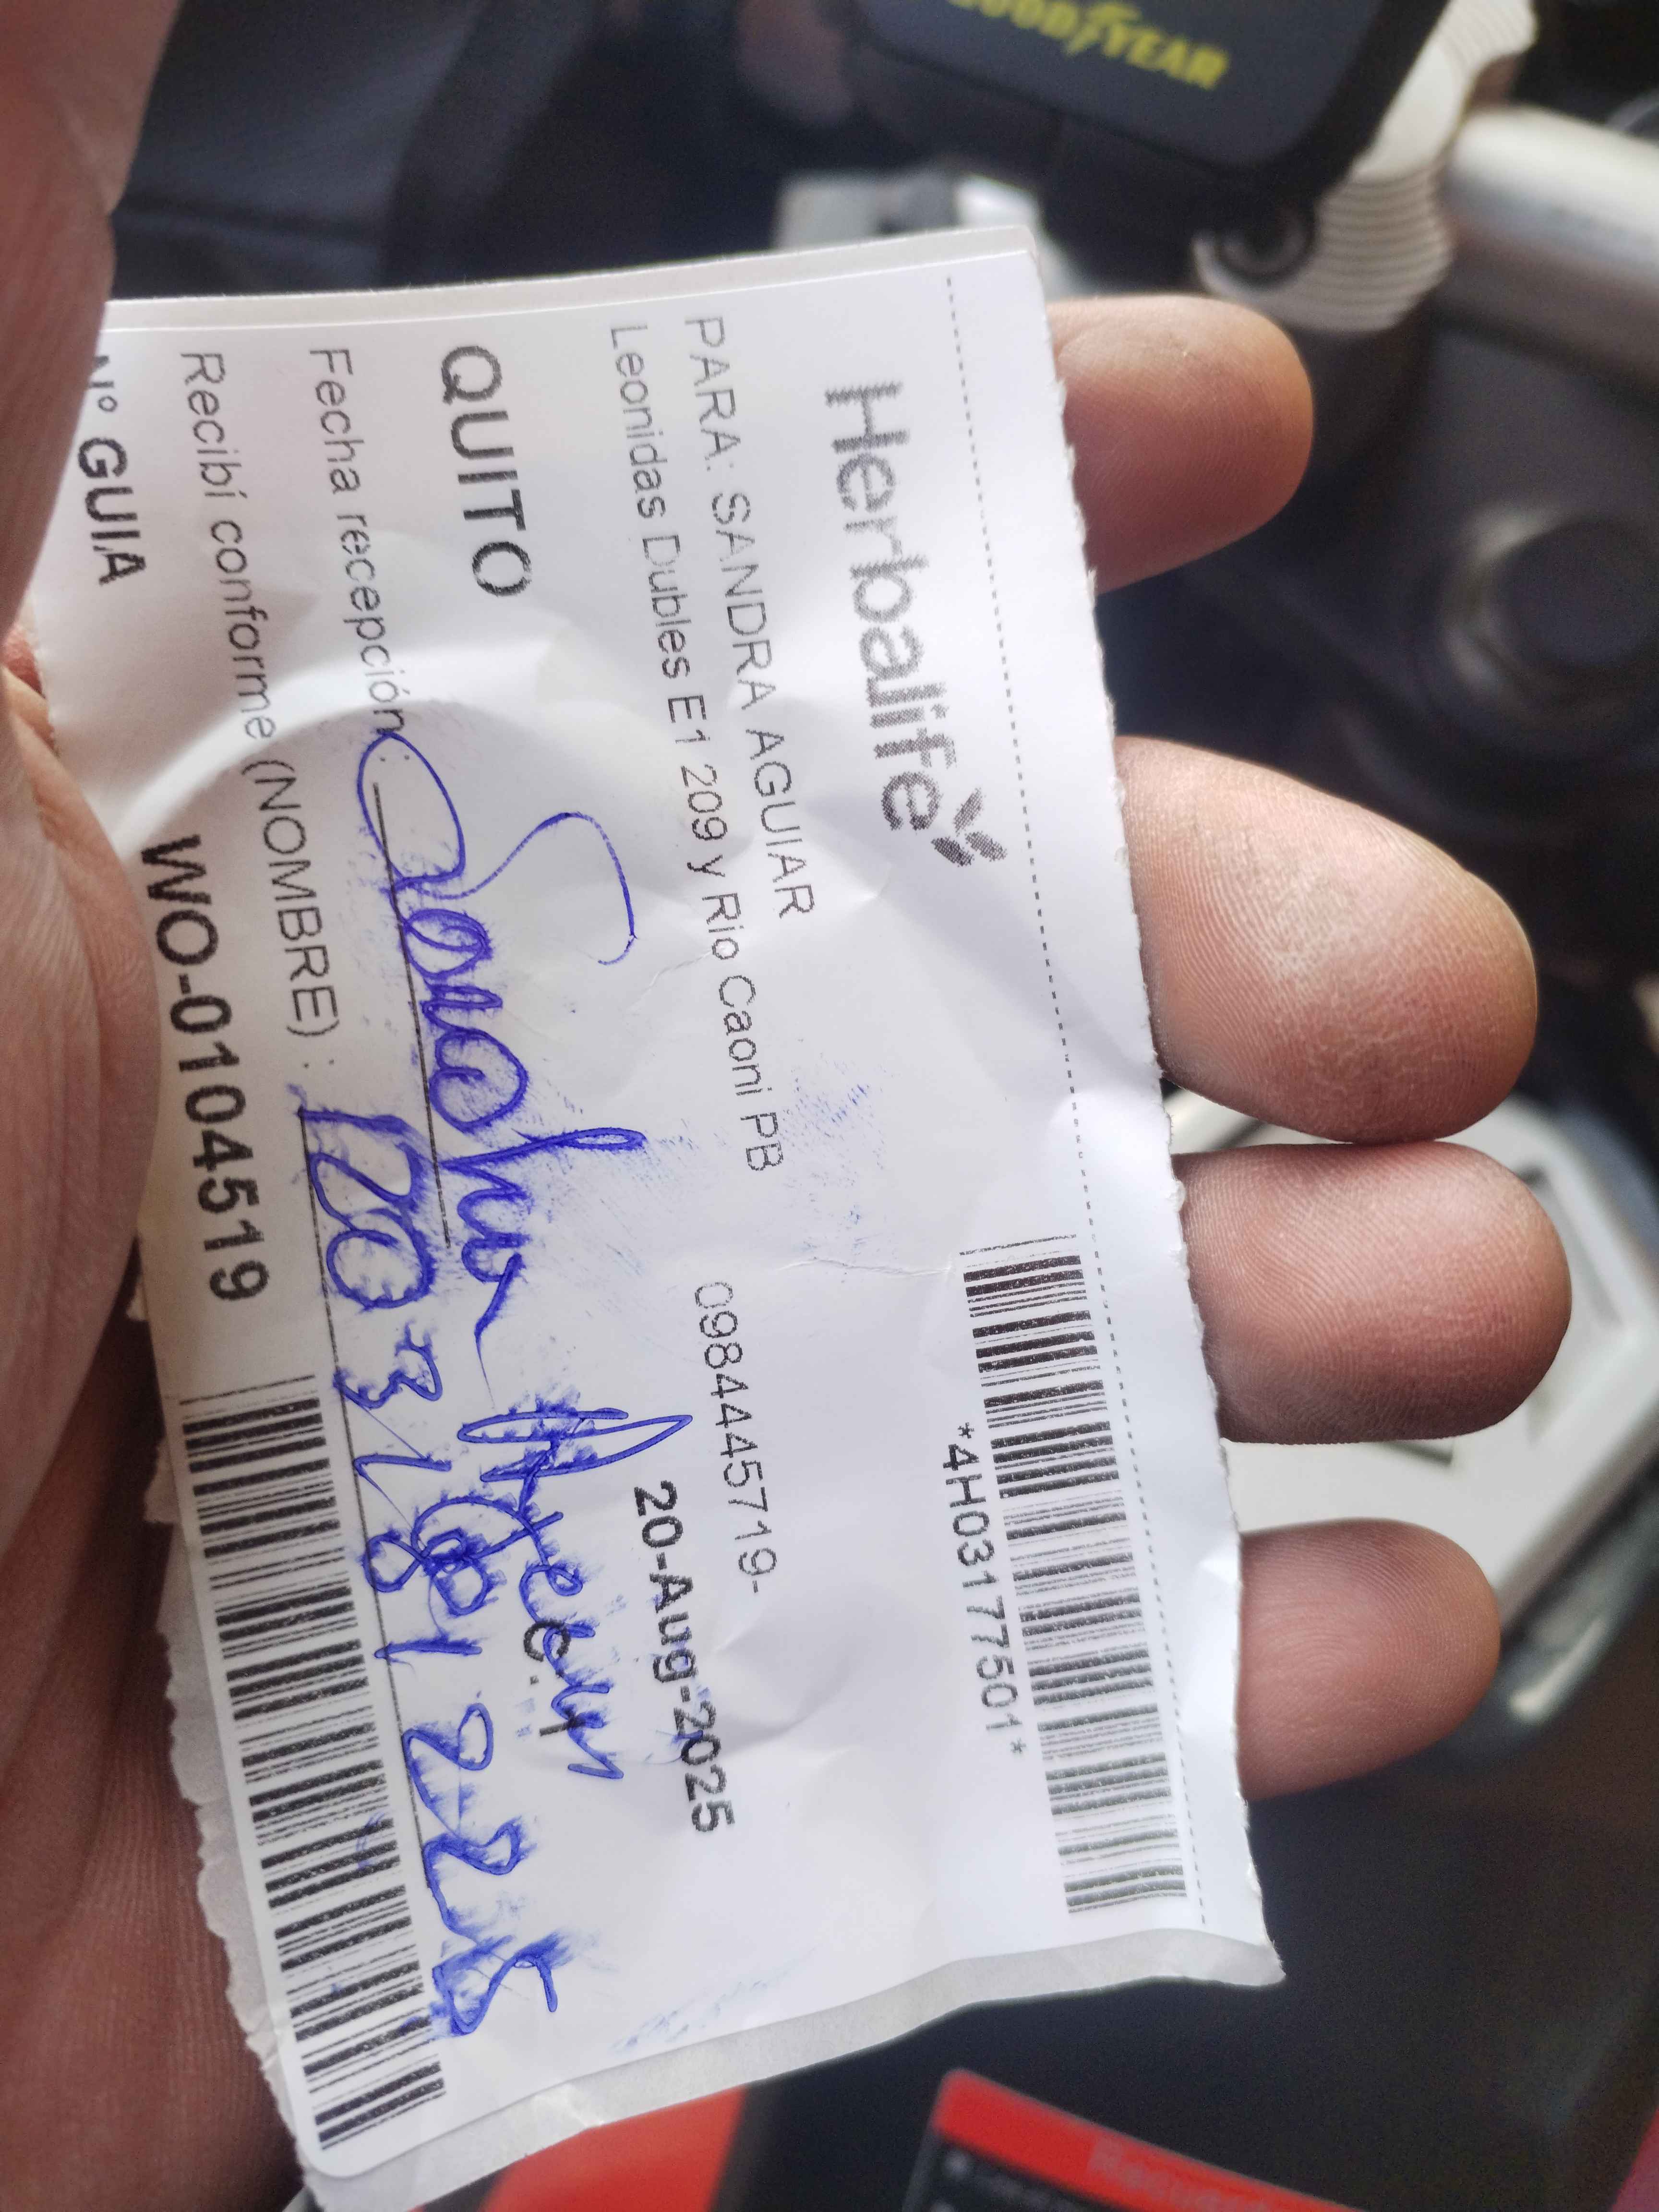 GOODYEAR
Herbalife
*4H03177501*
PARA: SANDRA AGUIAR
Leonidas Dubles E1 209 y Rio Caoni PB
0984445719-
QUITO
20-Aug-2025
Fecha recepción:
C.I
Recibí conforme (NOMBRE) :
Nº GUIA
WO-0104519